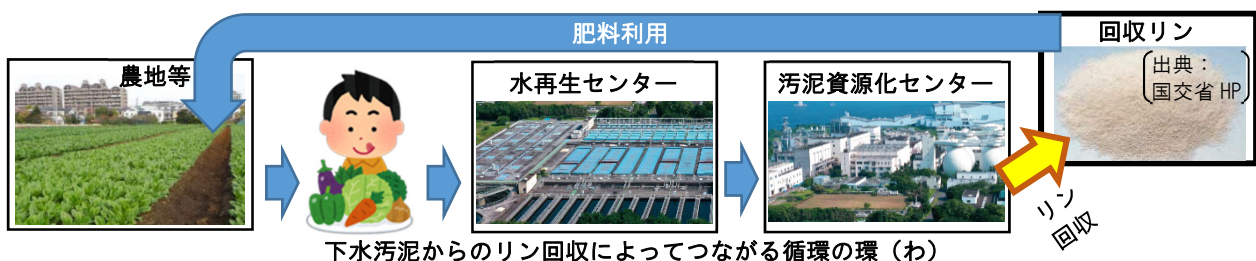 肥料利用
回収リン
出典：
国交省 HP
農地等
水再生センター
汚泥資源化センター
リン
回収
下水汚泥からのリン回収によってつながる循環の環（わ）